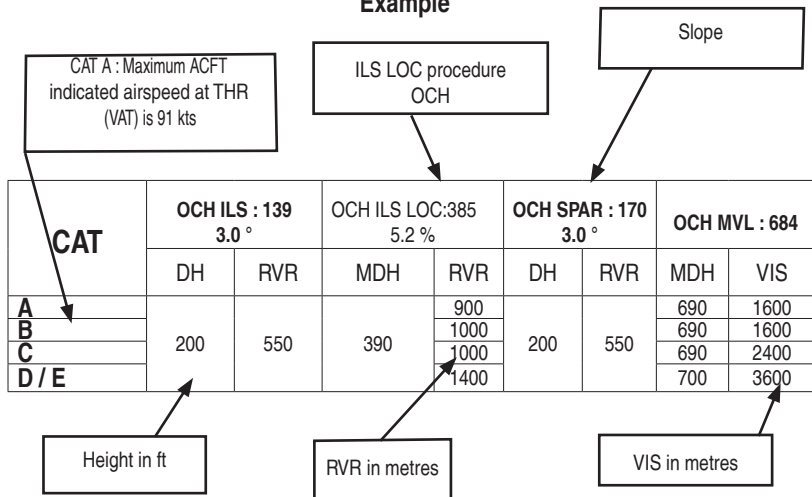 Example
Slope
CAT A : Maximum ACFT
indicated airspeed at THR
(VAT) is 91 kts
ILS LOC procedure
OCH
CAT
OCH ILS : 139
3.0 °
OCH ILS LOC:385
5.2 %
OCH SPAR : 170
3.0 °
OCH MVL : 684
DH RVR MDH RVR DH RVR MDH VIS
A 900 690 1600
B 1000 690 1600
200 550 390 200 550
C 1000 690 2400
D / E 1400 700 3600
Height in ft
RVR in metres
VIS in metres